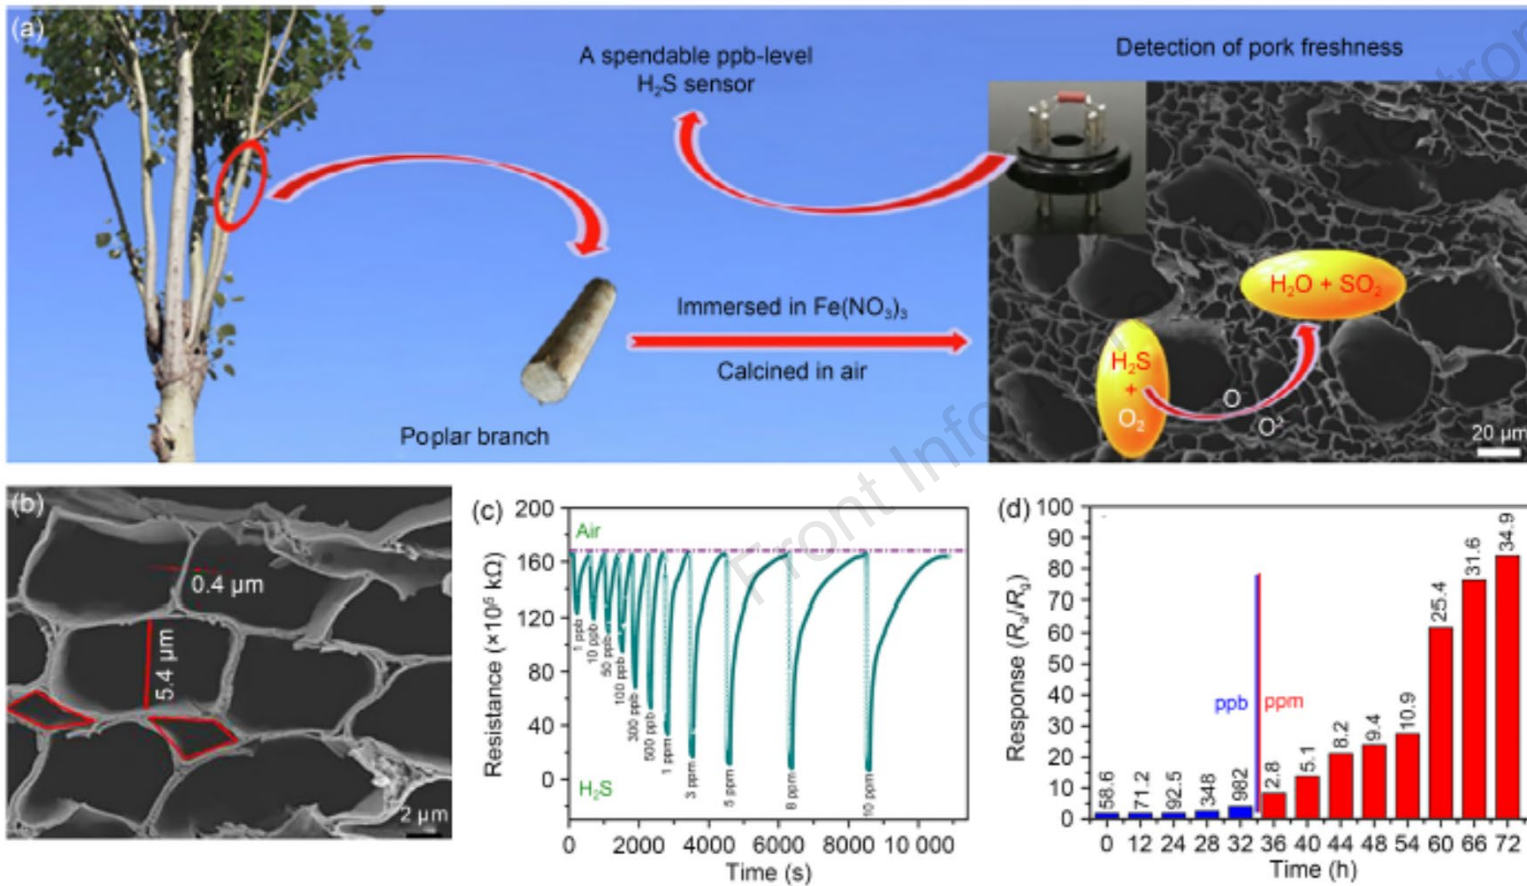 (a)
A spendable ppb-level
H₂S sensor
Detection of pork freshness
Immersed in Fe(NO₃)₃
Calcined in air
Poplar branch
H₂O + SO₂
H₂S
+
O₂
20 μm
Front Info
(b)
0.4 μm
5.4 μm
2 μm
(c)
Resistance (×10⁵ kΩ)
200
160
120
80
40
0
Air
H₂S
1 ppb
10 ppb
50 ppb
100 ppb
300 ppb
500 ppb
1 ppm
3 ppm
5 ppm
8 ppm
10 ppm
0 2000 4000 6000 8000 10 000
Time (s)
(d)
Response (Rₐ/R₉)
100
90
80
70
60
50
40
30
20
10
0
ppb ppm
58.6 71.2 92.5 348 982 2.8 5.1 8.2 9.4 10.9 25.4 31.6 34.9
0 12 24 28 32 36 40 44 48 54 60 66 72
Time (h)